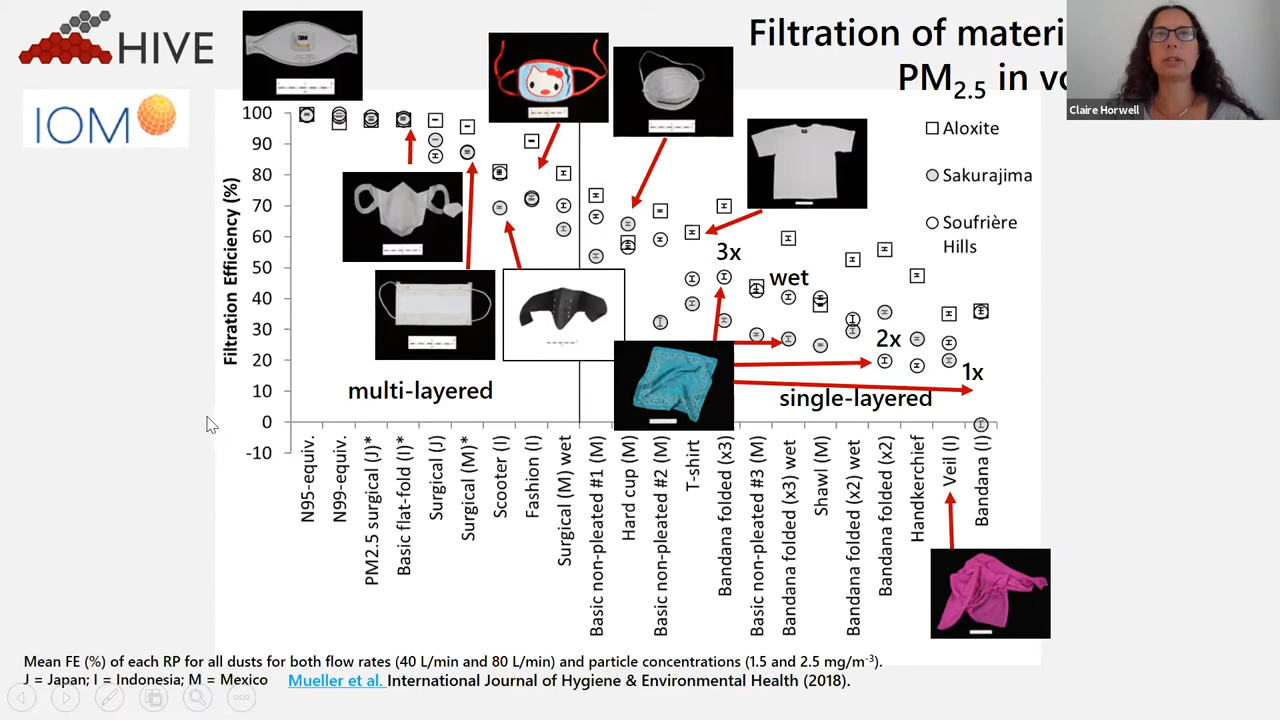 HIVE
IOM
Filtration of materi
PM2.5 in vo
Claire Horwell
3M
Aloxite
Sakurajima
Soufrière
Hills
Filtration Efficiency (%)
100
90
80
70
60
50
40
30
20
10
0
-10
3x
wet
2x
1x
multi-layered
single-layered
N95-equiv.
N99-equiv.
PM2.5 surgical (J)*
Basic flat-fold (I)*
Surgical (J)
Surgical (M)*
Scooter (I)
Fashion (I)
Surgical (M) wet
Basic non-pleated #1 (M)
Hard cup (M)
Basic non-pleated #2 (M)
T-shirt
Bandana folded (x3)
Basic non-pleated #3 (M)
Bandana folded (x3) wet
Shawl (M)
Bandana folded (x2) wet
Bandana folded (x2)
Handkerchief
Veil (I)
Bandana (I)
Mean FE (%) of each RP for all dusts for both flow rates (40 L/min and 80 L/min) and particle concentrations (1.5 and 2.5 mg/m-3).
J = Japan; I = Indonesia; M = Mexico Mueller et al. International Journal of Hygiene & Environmental Health (2018).